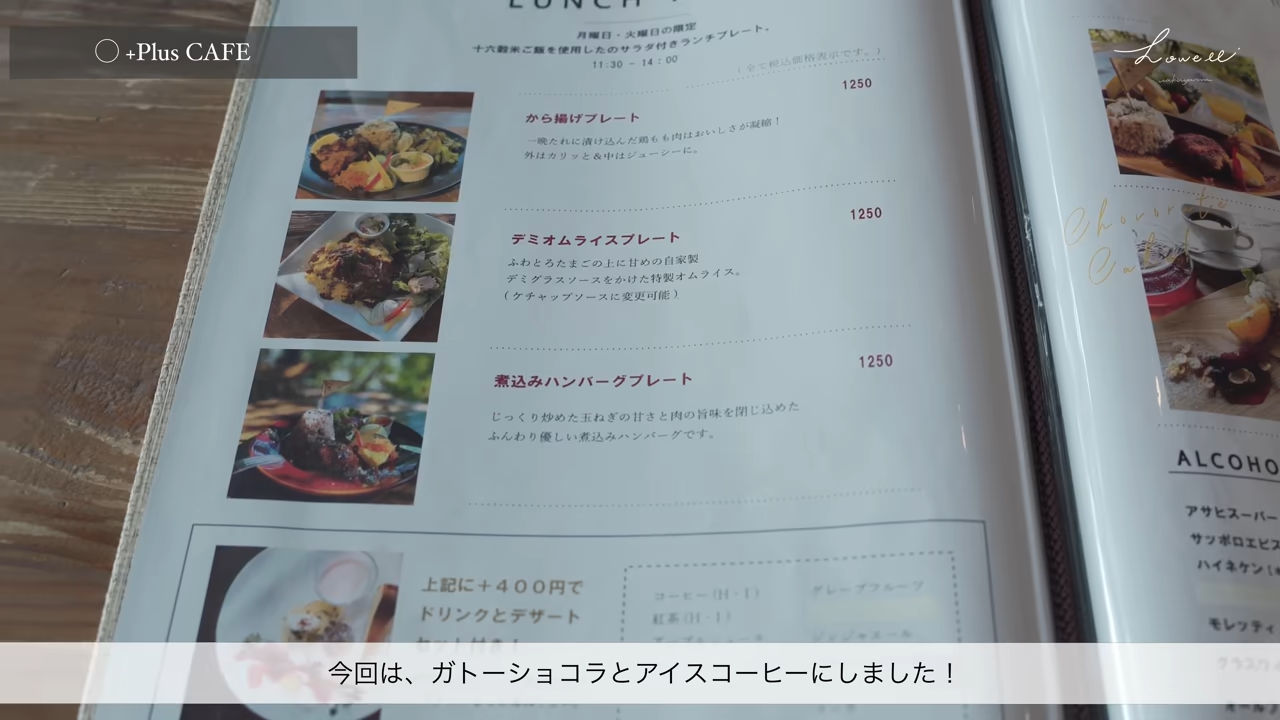 +Plus CAFE
LUNCH
月曜日・火曜日の限定
十六穀米ご飯を使用したのサラダ付きランチプレート。
11:30 - 14:00
(全て税込価格表示です。)
から揚げプレート
1250
一晩たれに漬け込んだ鶏もも肉はおいしさが凝縮！
外はカリッと&中はジューシーに。
デミオムライスプレート
1250
ふわとろたまごの上に甘めの自家製
デミグラスソースをかけた特製オムライス。
(ケチャップソースに変更可能)
煮込みハンバーグプレート
1250
じっくり炒めた玉ねぎの甘さと肉の旨味を閉じ込めた
ふんわり優しい煮込みハンバーグです。
上記に＋４００円で
ドリンクとデザート
セット付き！
コーヒー(H・I)
グレープフルーツ
紅茶(H・I)
ジンジャエール
Lowell
Chocolate
Cafe
ALCOHO
アサヒスーパー
サッポロエビス
ハイネケン
モレッティ
今回は、ガトーショコラとアイスコーヒーにしました！